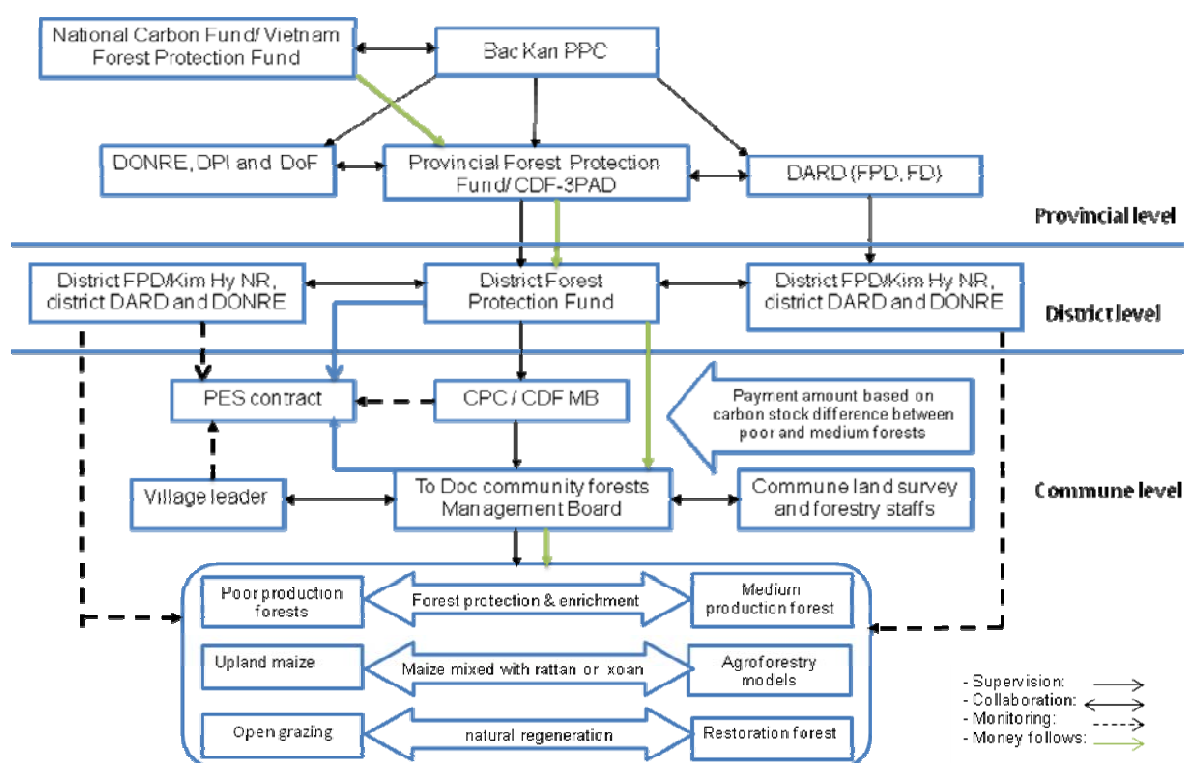 National Carbon Fund/ Vietnam
Forest Protection Fund
Bac Kan PPC
DONRE, DPI and DoF
Provincial Forest Protection
Fund/ CDF-3PAD
DARD (FPD, FD)
Provincial level
District FPD/Kim Hy NR,
district DARD and DONRE
District Forest
Protection Fund
District FPD/Kim Hy NR,
district DARD and DONRE
District level
PES contract
CPC / CDF MB
Payment amount based on
carbon stock difference between
poor and medium forests
Village leader
To Doc community forests
Management Board
Commune land survey
and forestry staffs
Commune level
Poor production
forests
Forest protection & enrichment
Medium
production forest
Upland maize
Maize mixed with rattan or xoan
Agroforestry
models
Open grazing
natural regeneration
Restoration forest
- Supervision:
- Collaboration:
- Monitoring:
- Money follows: